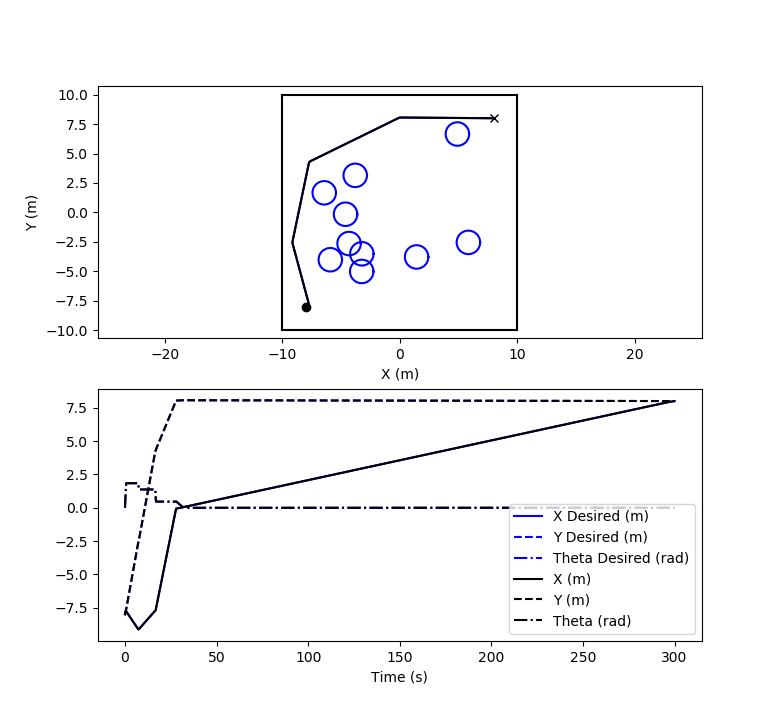 10.0
7.5
5.0
2.5
0.0
−2.5
−5.0
−7.5
−10.0
Y (m)
−20 −10 0 10 20
X (m)
7.5
5.0
2.5
0.0
−2.5
−5.0
−7.5
X Desired (m)
Y Desired (m)
Theta Desired (rad)
X (m)
Y (m)
Theta (rad)
0 50 100 150 200 250 300
Time (s)